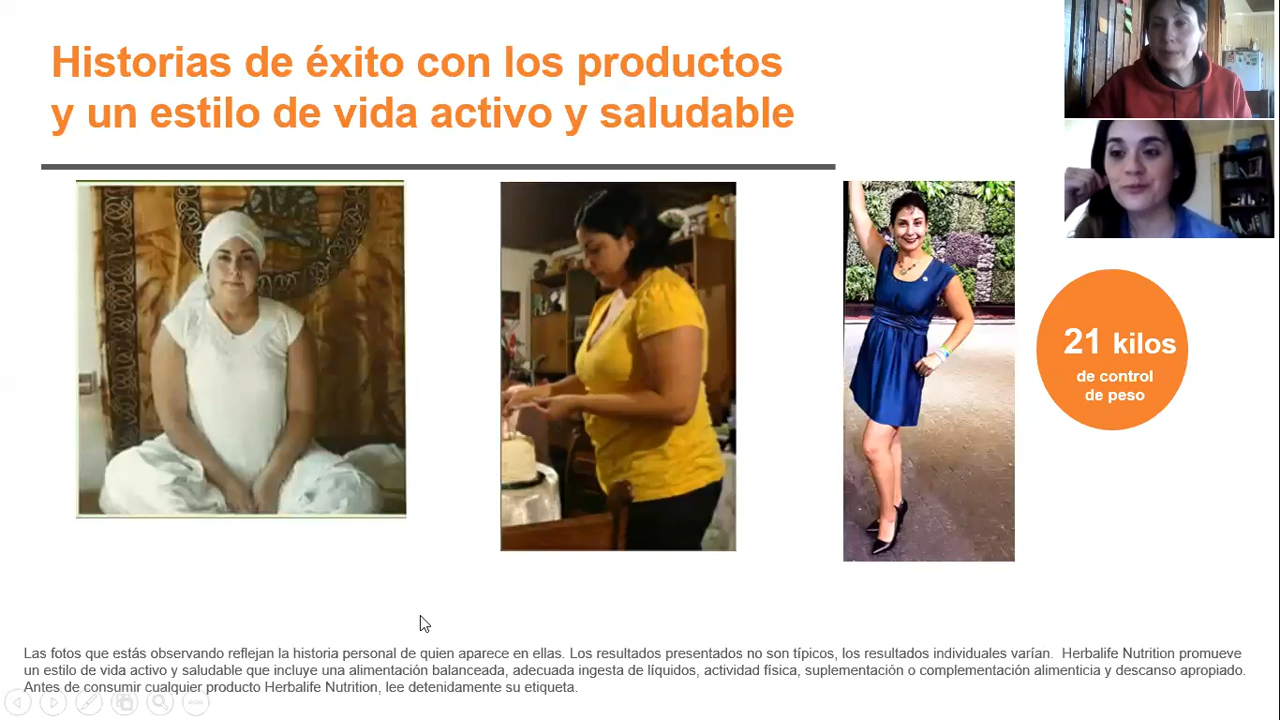 Historias de éxito con los productos
y un estilo de vida activo y saludable
21 kilos
de control
de peso
Las fotos que estás observando reflejan la historia personal de quien aparece en ellas. Los resultados presentados no son típicos, los resultados individuales varían. Herbalife Nutrition promueve
un estilo de vida activo y saludable que incluye una alimentación balanceada, adecuada ingesta de líquidos, actividad física, suplementación o complementación alimenticia y descanso apropiado.
Antes de consumir cualquier producto Herbalife Nutrition, lee detenidamente su etiqueta.